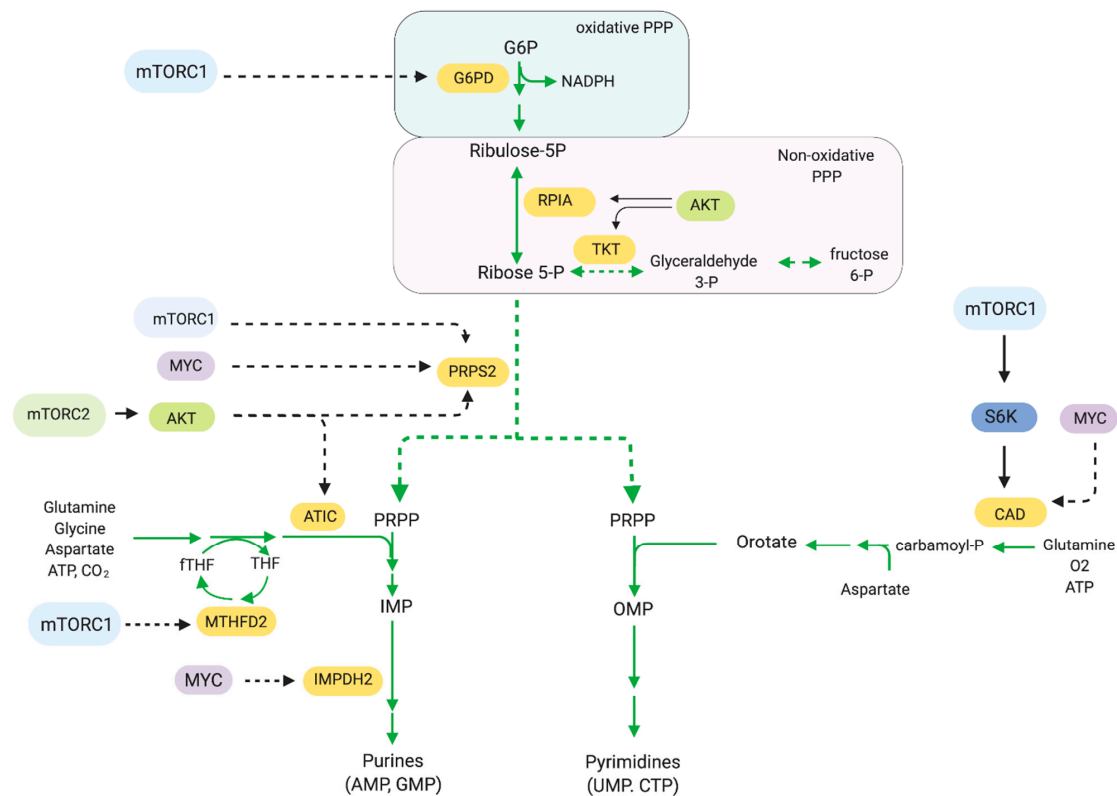 oxidative PPP
G6P
mTORC1
G6PD
NADPH
Ribulose-5P
Non-oxidative
PPP
RPIA
AKT
TKT
Ribose 5-P
Glyceraldehyde
3-P
fructose
6-P
mTORC1
mTORC1
MYC
PRPS2
mTORC2
AKT
S6K
MYC
Glutamine
Glycine
Aspartate
ATP, CO₂
ATIC
PRPP
PRPP
CAD
Orotate
carbamoyl-P
Glutamine
O2
ATP
Aspartate
fTHF
THF
IMP
OMP
mTORC1
MTHFD2
MYC
IMPDH2
Purines
(AMP, GMP)
Pyrimidines
(UMP. CTP)